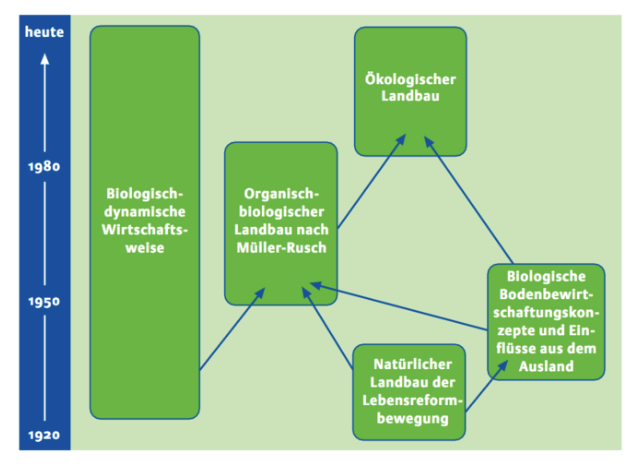 heute
1980
1950
1920
Biologisch-
dynamische
Wirtschafts-
weise
Organisch-
biologischer
Landbau nach
Müller-Rusch
Ökologischer
Landbau
Natürlicher
Landbau der
Lebensreform-
bewegung
Biologische
Bodenbewirt-
schaftungskon-
zepte und Ein-
flüsse aus dem
Ausland